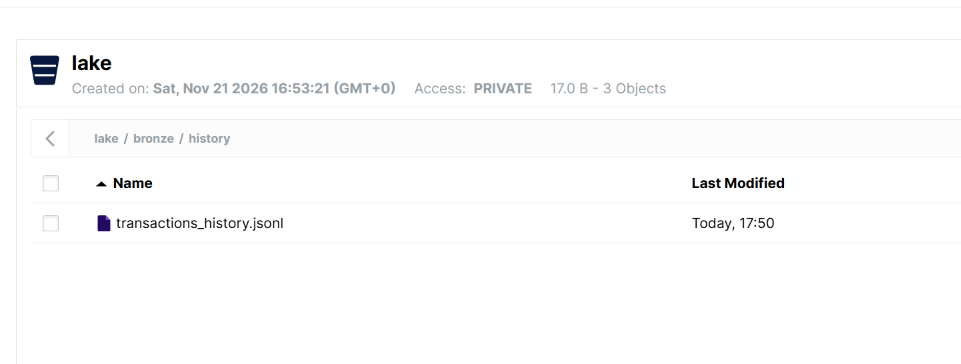 lake
Created on: Sat, Nov 21 2026 16:53:21 (GMT+0) Access: PRIVATE 17.0 B - 3 Objects
lake / bronze / history
Name Last Modified
transactions_history.jsonl Today, 17:50